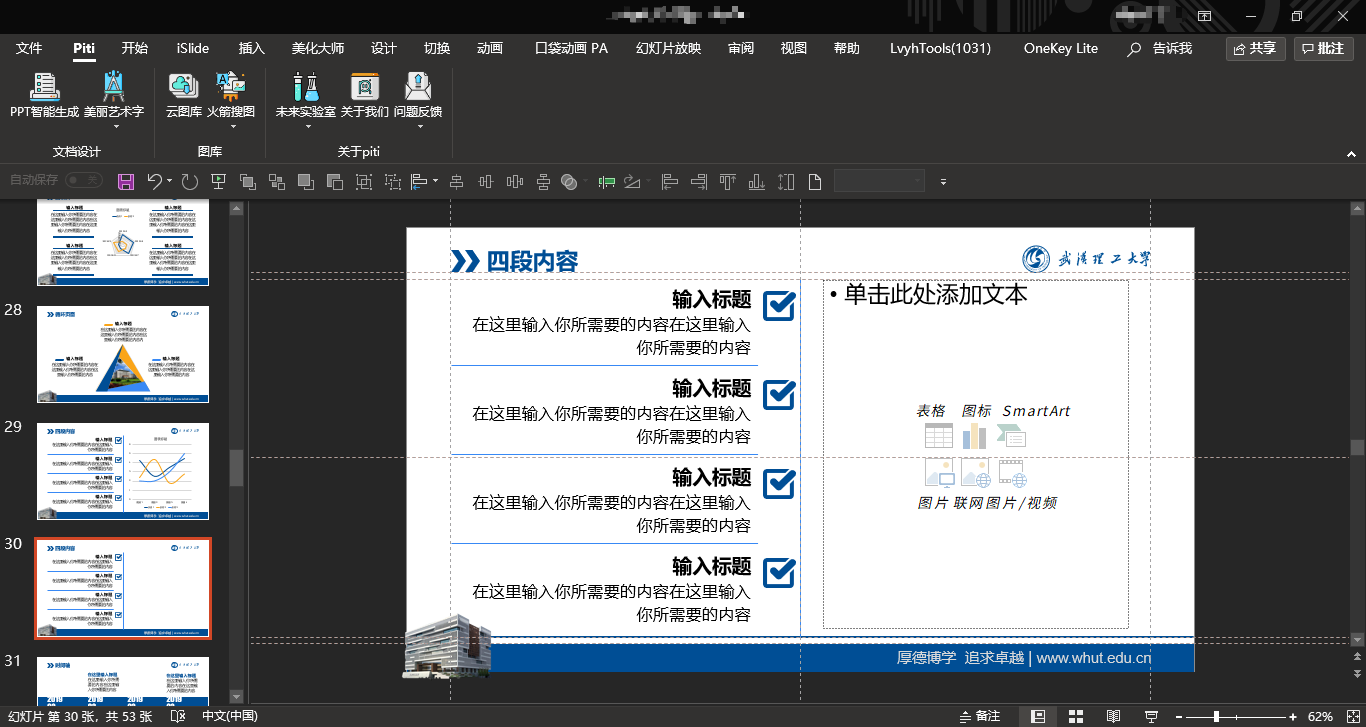 文件 Piti 开始 iSlide 插入 美化大师 设计 切换 动画 口袋动画 PA 幻灯片放映 审阅 视图 帮助 LvyhTools(1031) OneKey Lite 告诉我 共享 批注
PPT智能生成 美丽艺术字 云图库 火箭搜图 未来实验室 关于我们 问题反馈
文档设计 图库 关于piti
自动保存 关
28
29
30
31
四段内容
武汉理工大学
输入标题
在这里输入你所需要的内容在这里输入
你所需要的内容
输入标题
在这里输入你所需要的内容在这里输入
你所需要的内容
输入标题
在这里输入你所需要的内容在这里输入
你所需要的内容
输入标题
在这里输入你所需要的内容在这里输入
你所需要的内容
• 单击此处添加文本
表格 图标 SmartArt
图片 联网图片/视频
厚德博学 追求卓越 | www.whut.edu.cn
幻灯片 第 30 张，共 53 张 中文(中国) 备注 62%